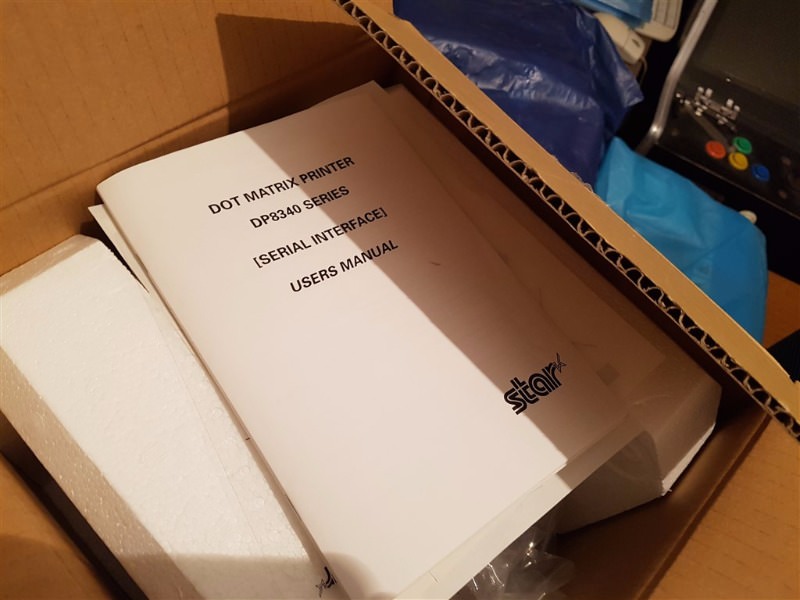 DOT MATRIX PRINTER
DP8340 SERIES
[SERIAL INTERFACE]
USERS MANUAL
star